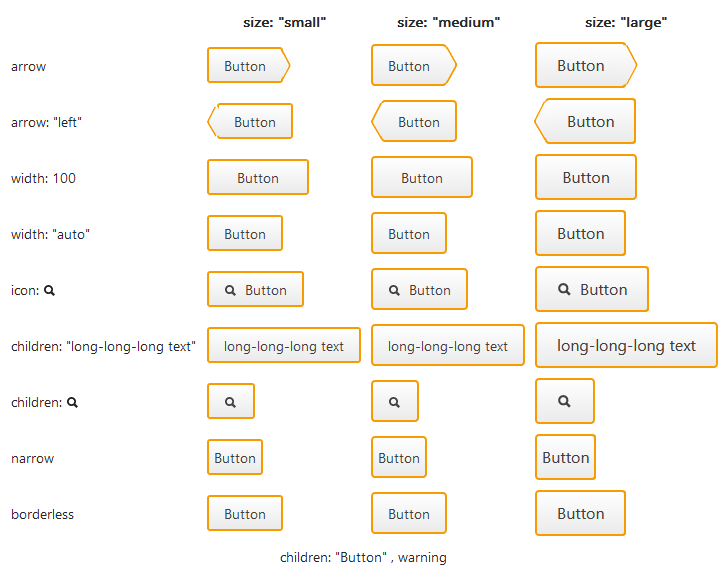 size: "small" size: "medium" size: "large"
arrow Button Button Button
arrow: "left" Button Button Button
width: 100 Button Button Button
width: "auto" Button Button Button
icon: Button Button Button
children: "long-long-long text" long-long-long text long-long-long text long-long-long text
children:
narrow Button Button Button
borderless Button Button Button
children: "Button" , warning